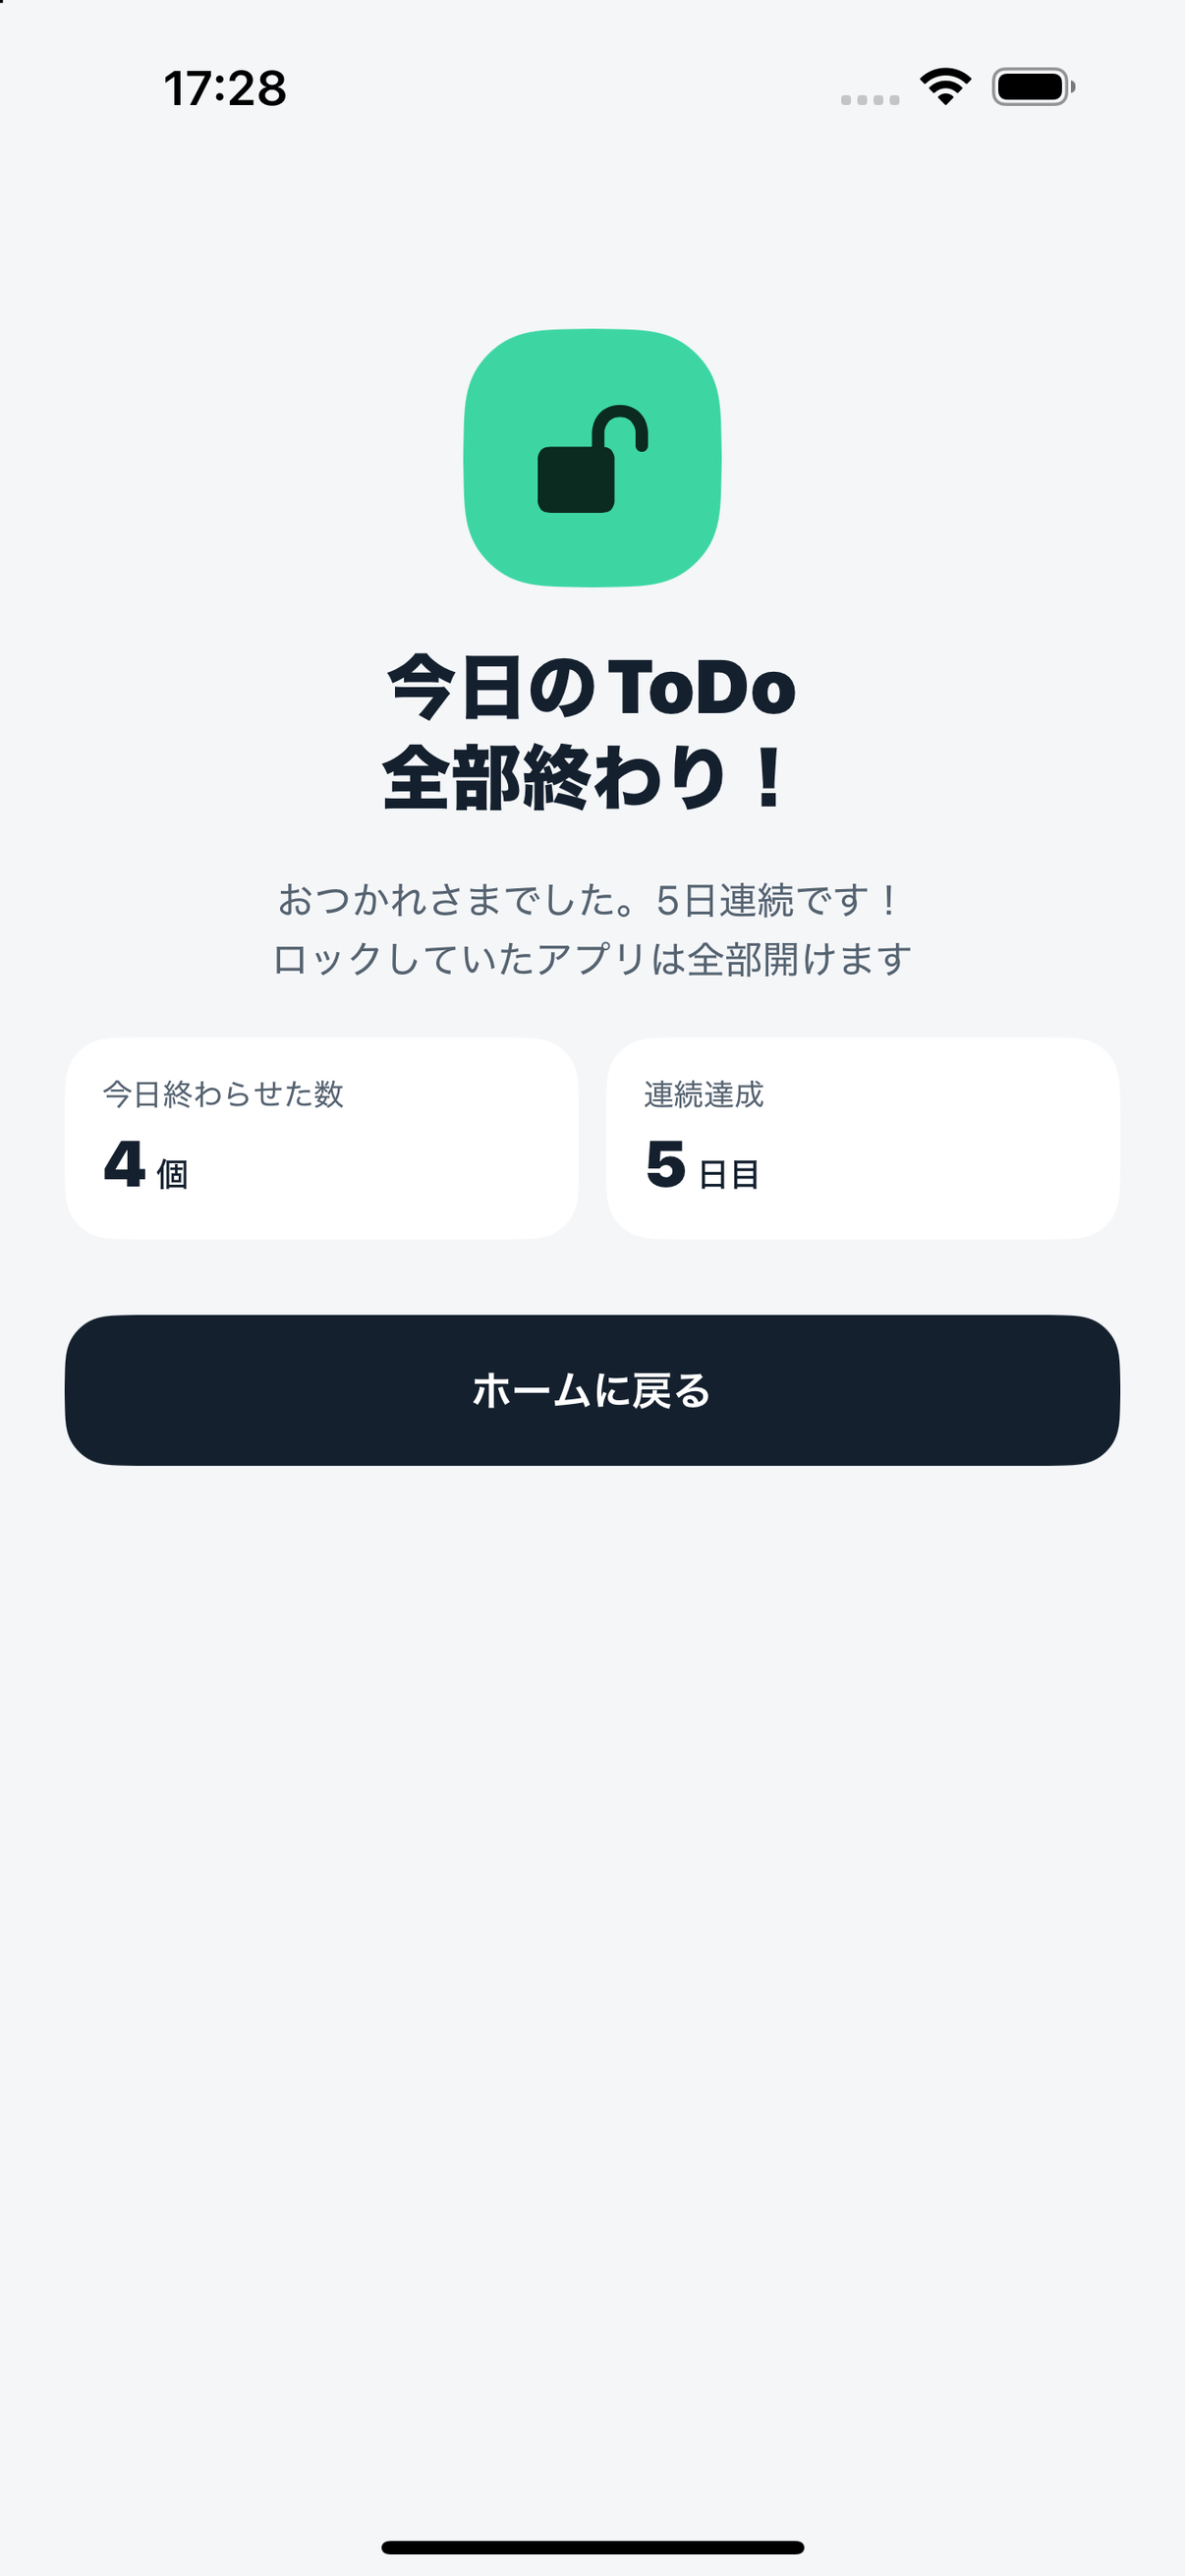 17:28
今日の ToDo
全部終わり！
おつかれさまでした。5日連続です！
ロックしていたアプリは全部開けます
今日終わらせた数
4 個
連続達成
5 日目
ホームに戻る